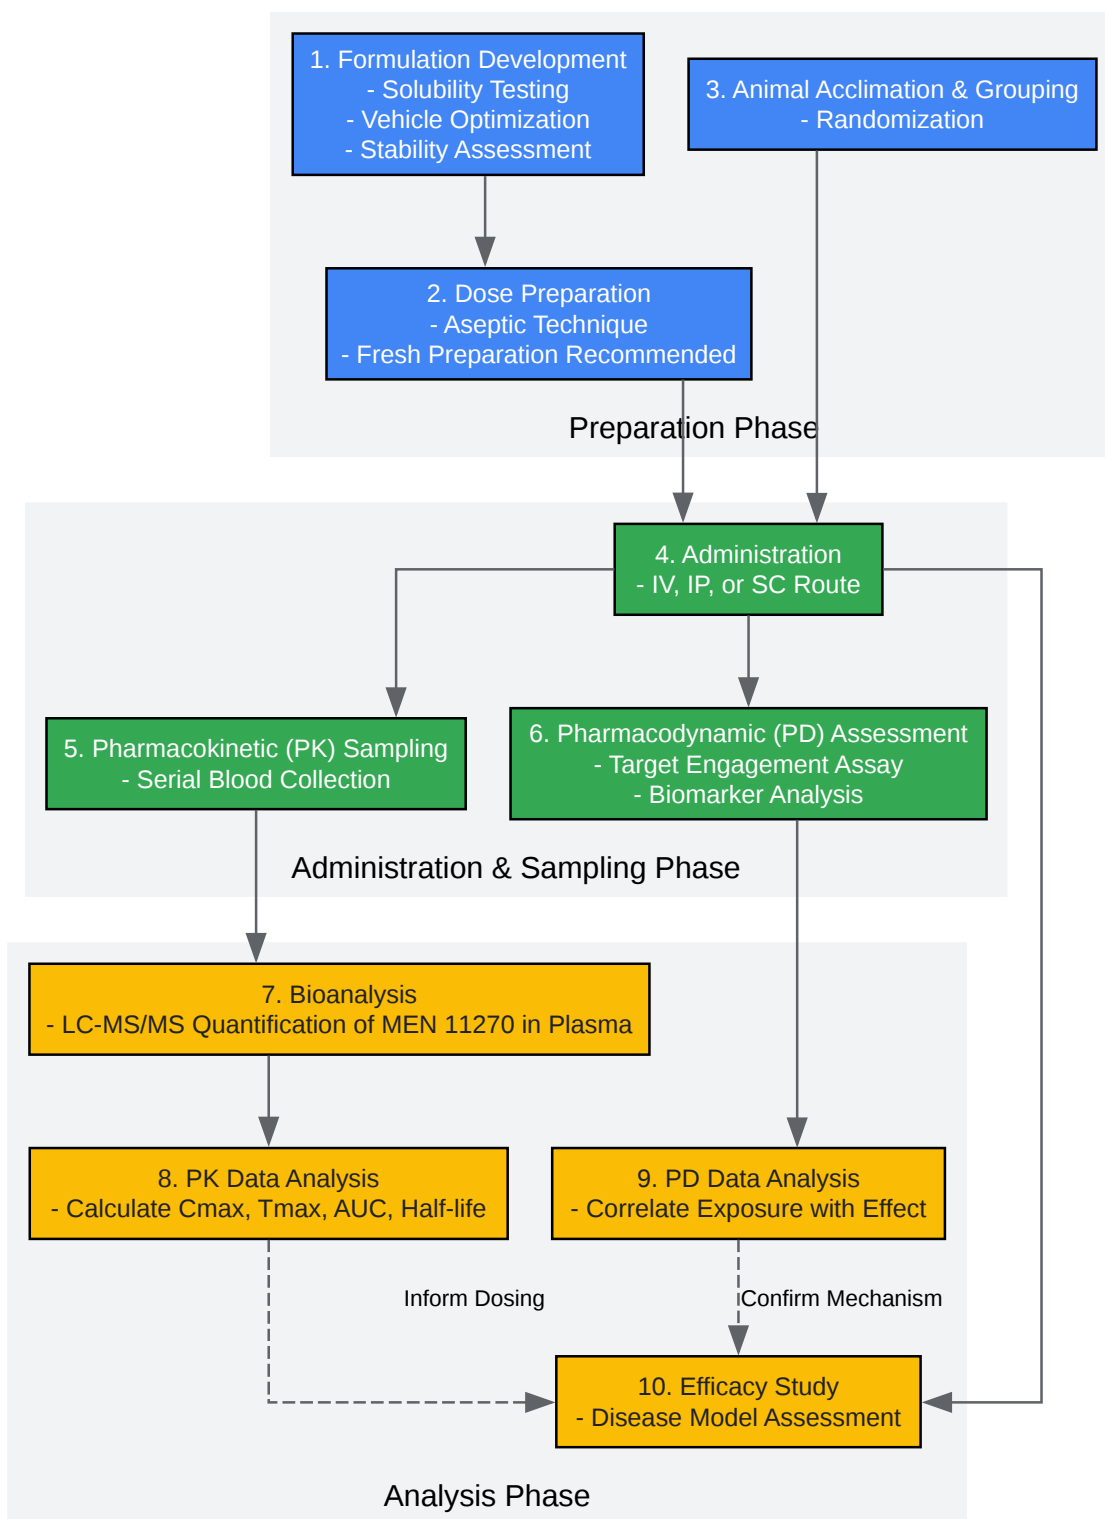 1. Formulation Development
- Solubility Testing
- Vehicle Optimization
- Stability Assessment
3. Animal Acclimation & Grouping
- Randomization
2. Dose Preparation
- Aseptic Technique
- Fresh Preparation Recommended
Preparation Phase
4. Administration
- IV, IP, or SC Route
5. Pharmacokinetic (PK) Sampling
- Serial Blood Collection
6. Pharmacodynamic (PD) Assessment
- Target Engagement Assay
- Biomarker Analysis
Administration & Sampling Phase
7. Bioanalysis
- LC-MS/MS Quantification of MEN 11270 in Plasma
8. PK Data Analysis
- Calculate Cmax, Tmax, AUC, Half-life
9. PD Data Analysis
- Correlate Exposure with Effect
Inform Dosing
Confirm Mechanism
10. Efficacy Study
- Disease Model Assessment
Analysis Phase